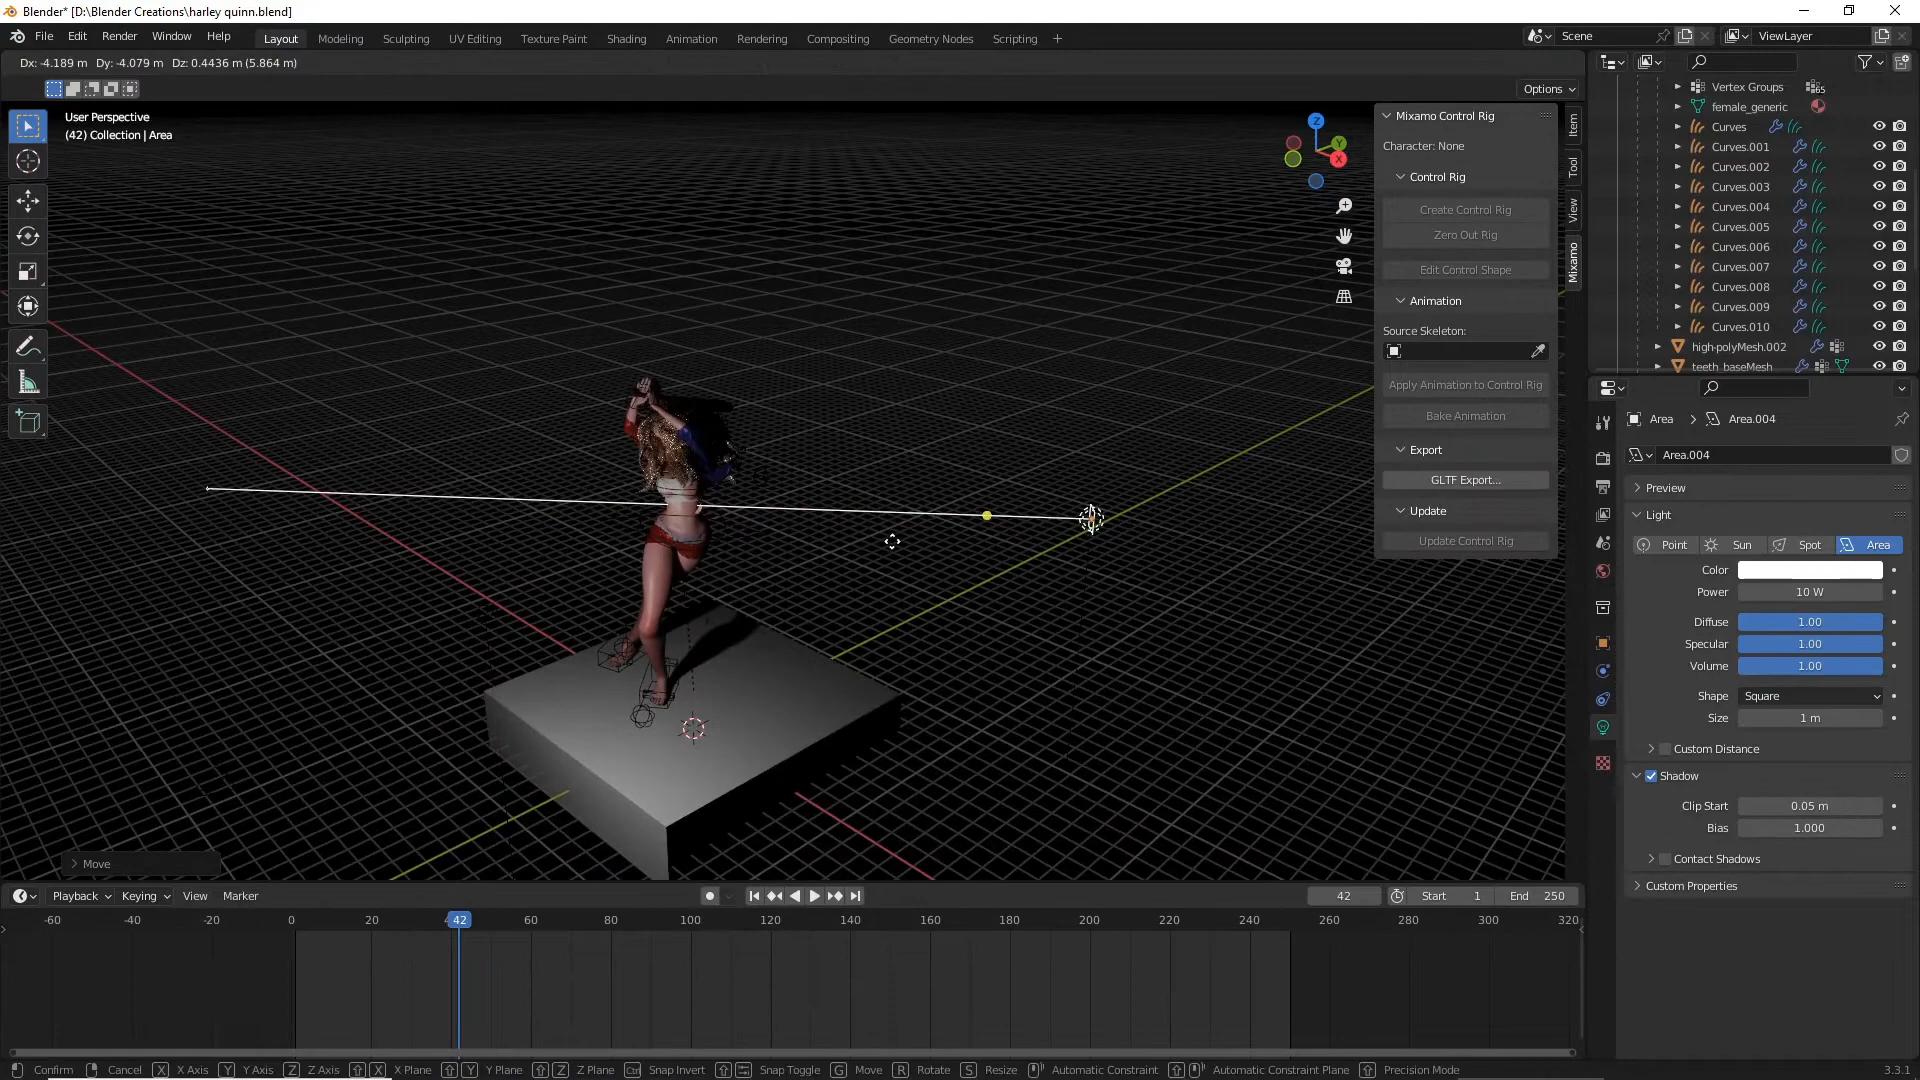 Blender* [D:\Blender Creations\harley quinn.blend]
File Edit Render Window Help Layout Modeling Sculpting UV Editing Texture Paint Shading Animation Rendering Compositing Geometry Nodes Scripting + Scene ViewLayer
Dx: -4.189 m Dy: -4.079 m Dz: 0.4436 m (5.864 m)
Options
User Perspective
(42) Collection | Area
Z
Y
X
Mixamo Control Rig
Character: None
Control Rig
Create Control Rig
Zero Out Rig
Edit Control Shape
Animation
Source Skeleton:
Apply Animation to Control Rig
Bake Animation
Export
GLTF Export...
Update
Update Control Rig
Item
Tool
View
Mixamo
Vertex Groups 65
female_generic
Curves
Curves.001
Curves.002
Curves.003
Curves.004
Curves.005
Curves.006
Curves.007
Curves.008
Curves.009
Curves.010
high-polyMesh.002
teeth_baseMesh
Area > Area.004
Area.004
Preview
Light
Point Sun Spot Area
Color
Power 10 W
Diffuse 1.00
Specular 1.00
Volume 1.00
Shape Square
Size 1 m
Custom Distance
Shadow
Clip Start 0.05 m
Bias 1.000
Contact Shadows
Custom Properties
Move
Playback Keying View Marker 42 Start 1 End 250
-60 -40 -20 0 20 42 60 80 100 120 140 160 180 200 220 240 260 280 300 320
Confirm Cancel X X Axis Y Y Axis Z Z Axis X X Plane Y Y Plane Z Z Plane Ctrl Snap Invert Snap Toggle G Move R Rotate S Resize Automatic Constraint Automatic Constraint Plane Precision Mode 3.3.1